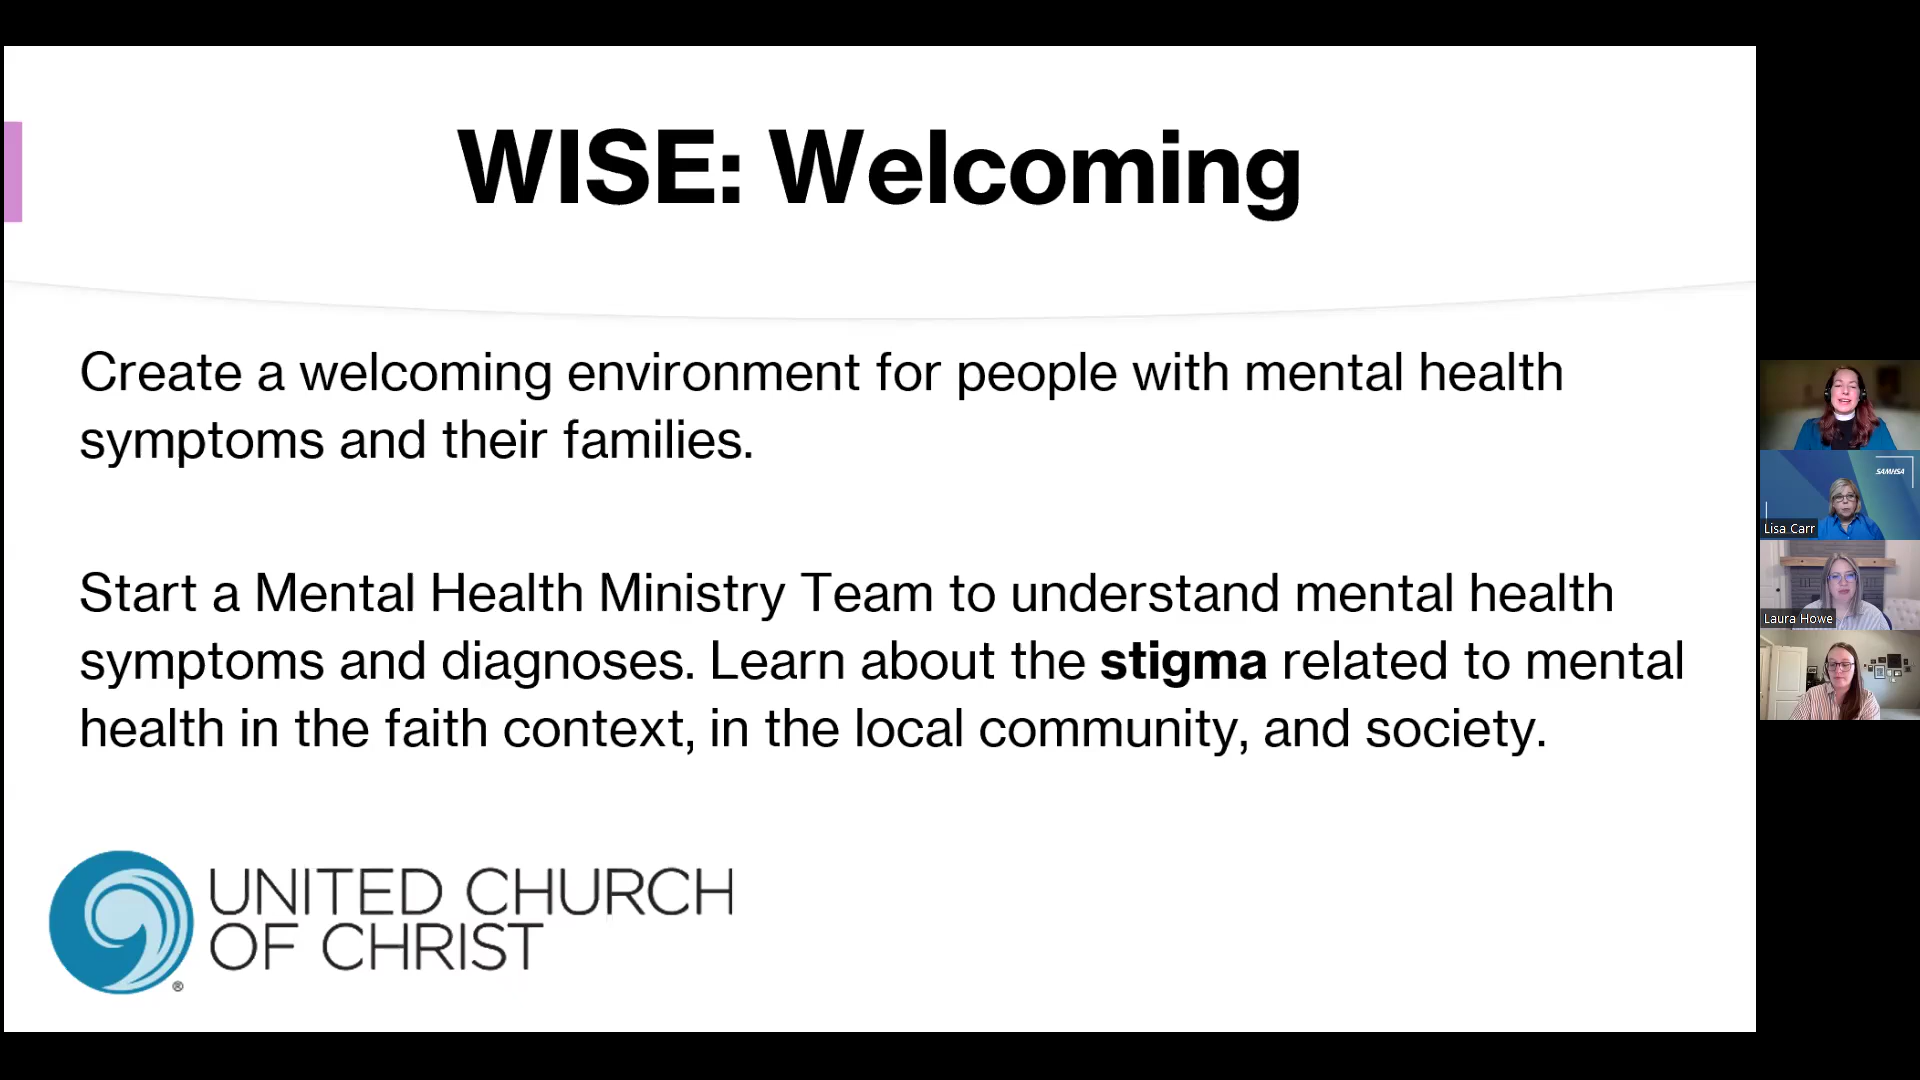 WISE: Welcoming
Create a welcoming environment for people with mental health
symptoms and their families.
Start a Mental Health Ministry Team to understand mental health
symptoms and diagnoses. Learn about the stigma related to mental
health in the faith context, in the local community, and society.
UNITED CHURCH
OF CHRIST
®
SAMHSA
Lisa Carr
Laura Howe